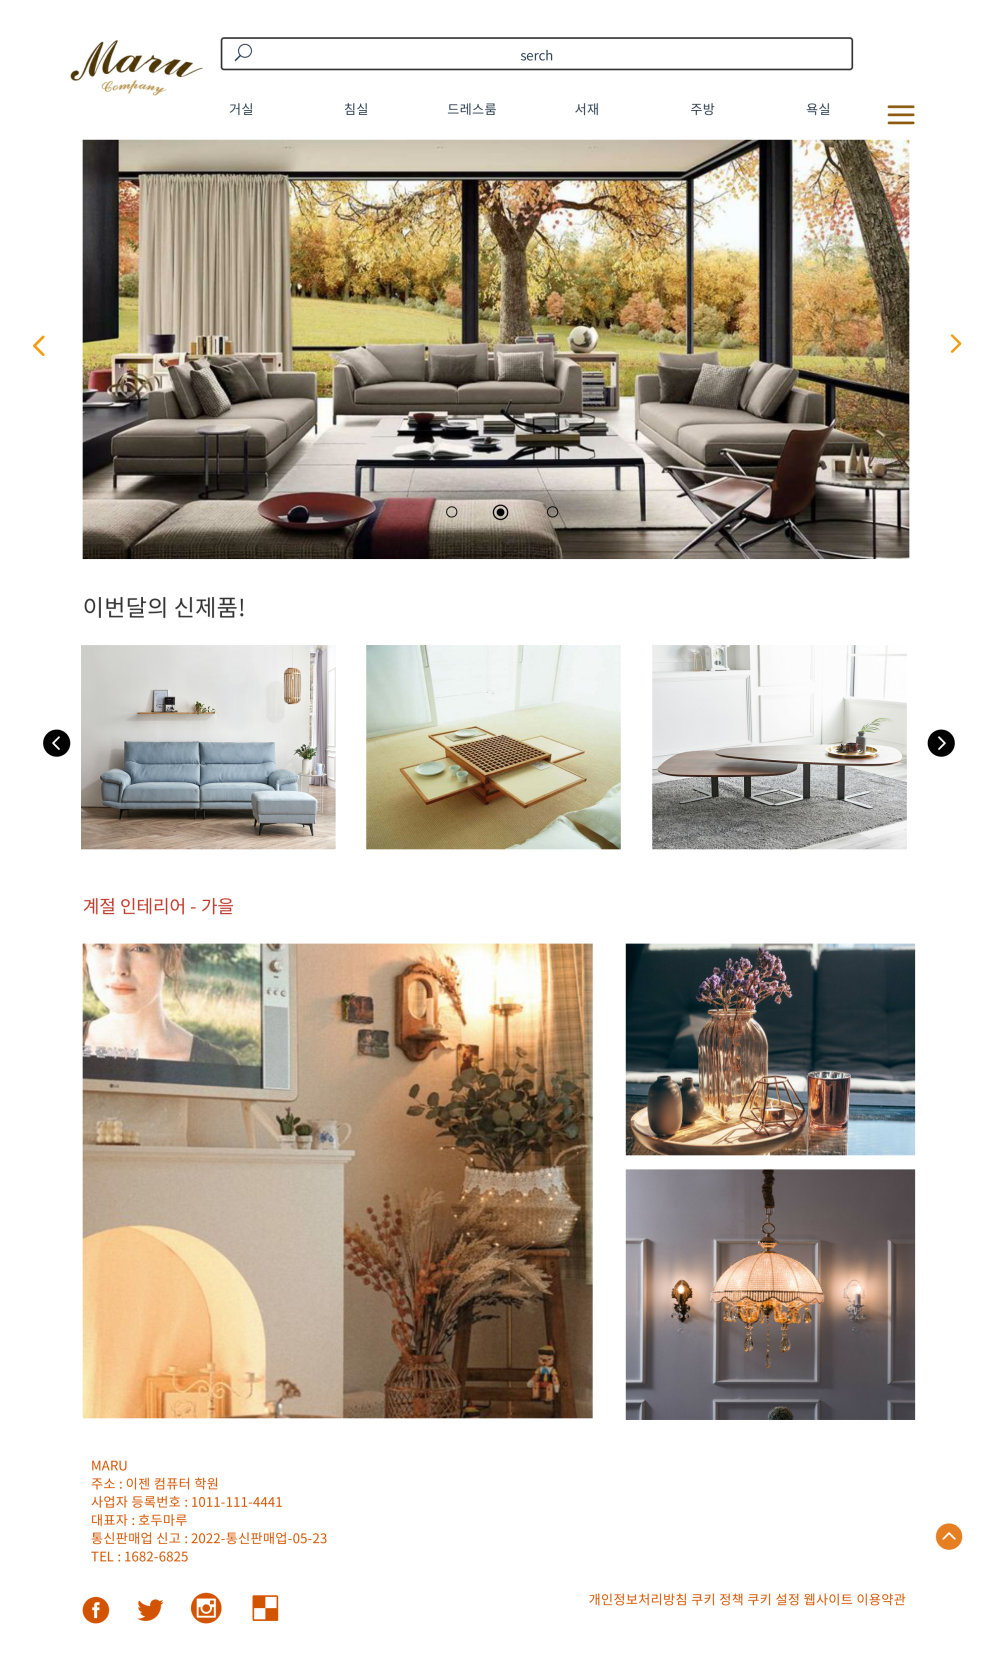 Maru
Company
serch
거실 침실 드레스룸 서재 주방 욕실
이번달의 신제품!
계절 인테리어 - 가을
LG
MARU
주소 : 이젠 컴퓨터 학원
사업자 등록번호 : 1011-111-4441
대표자 : 호두마루
통신판매업 신고 : 2022-통신판매업-05-23
TEL : 1682-6825
개인정보처리방침 쿠키 정책 쿠키 설정 웹사이트 이용약관